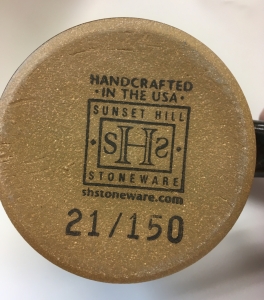 HANDCRAFTED
• IN THE USA •
SUNSET HILL
• SHS •
STONEWARE
shstoneware.com
21/150